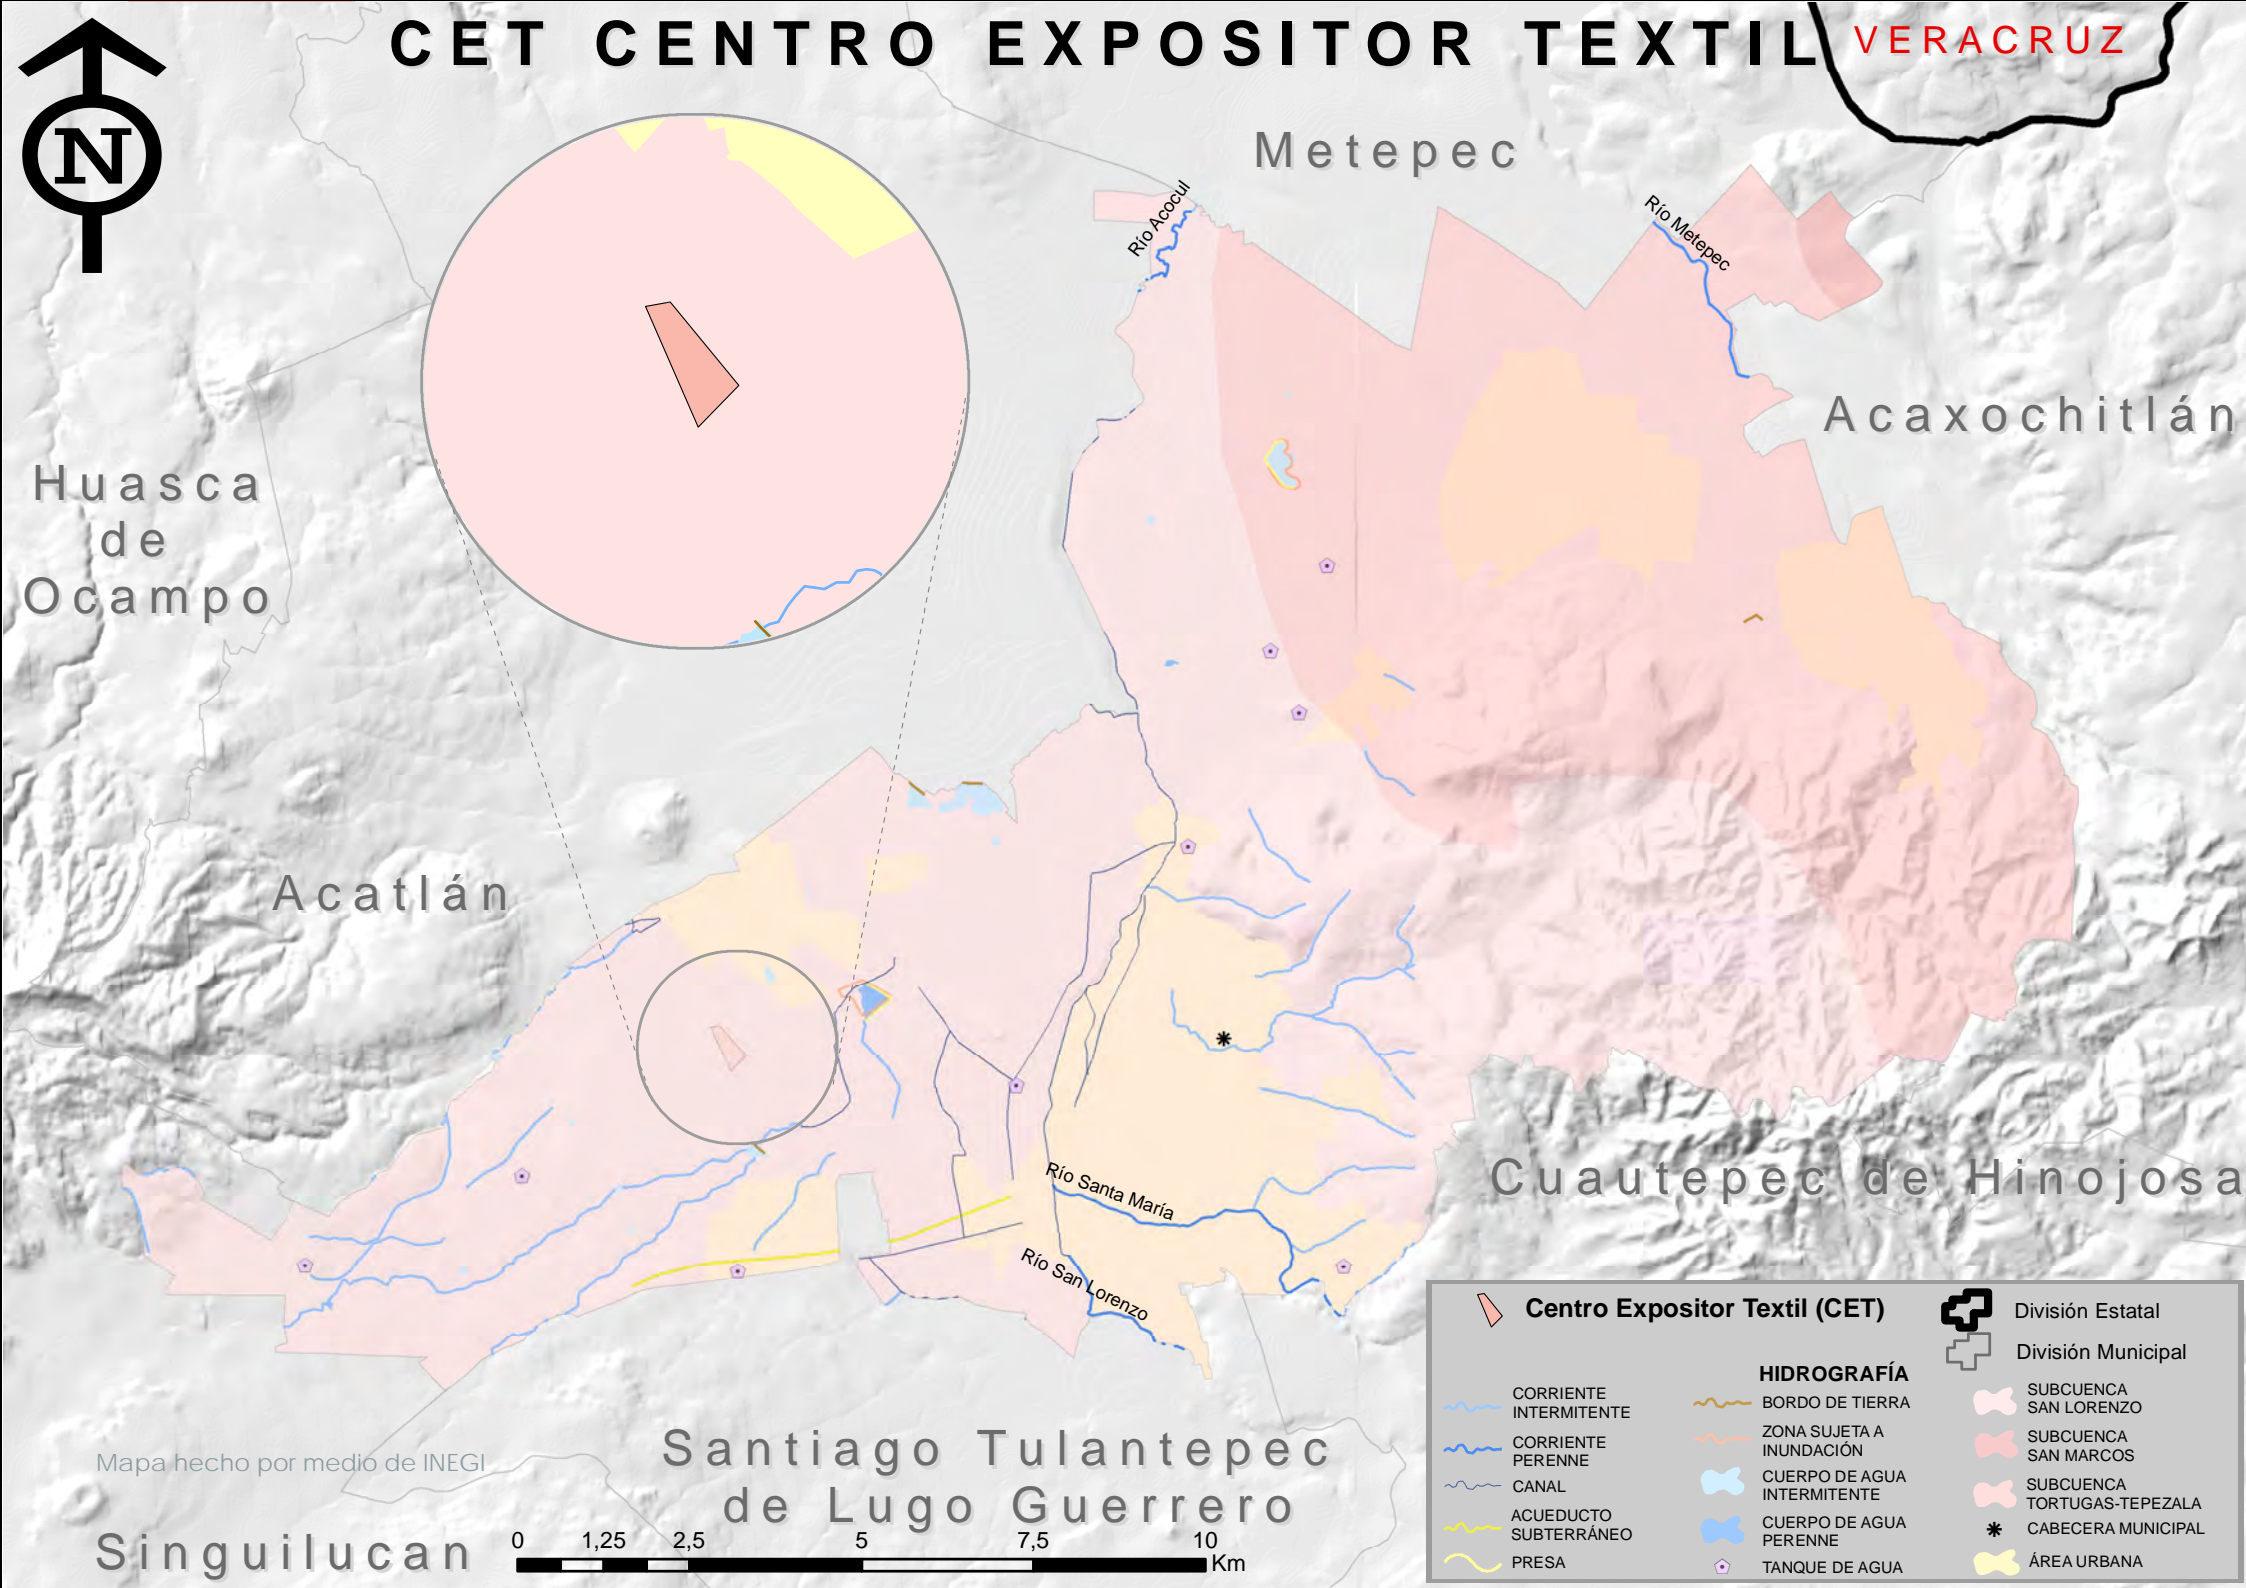 CET CENTRO EXPOSITOR TEXTIL
VERACRUZ
N
Metepec
Río Acocul
Río Metepec
Acaxochitlán
Huasca
de
Ocampo
Acatlán
Cuautepec de Hinojosa
Río Santa María
Río San Lorenzo
Santiago Tulantepec
de Lugo Guerrero
Singuilucan
Mapa hecho por medio de INEGI
0 1,25 2,5 5 7,5 10
Km
Centro Expositor Textil (CET)
División Estatal
División Municipal
HIDROGRAFÍA
CORRIENTE
INTERMITENTE
CORRIENTE
PERENNE
CANAL
ACUEDUCTO
SUBTERRÁNEO
PRESA
BORDO DE TIERRA
ZONA SUJETA A
INUNDACIÓN
CUERPO DE AGUA
INTERMITENTE
CUERPO DE AGUA
PERENNE
TANQUE DE AGUA
SUBCUENCA
SAN LORENZO
SUBCUENCA
SAN MARCOS
SUBCUENCA
TORTUGAS-TEPEZALA
CABECERA MUNICIPAL
ÁREA URBANA